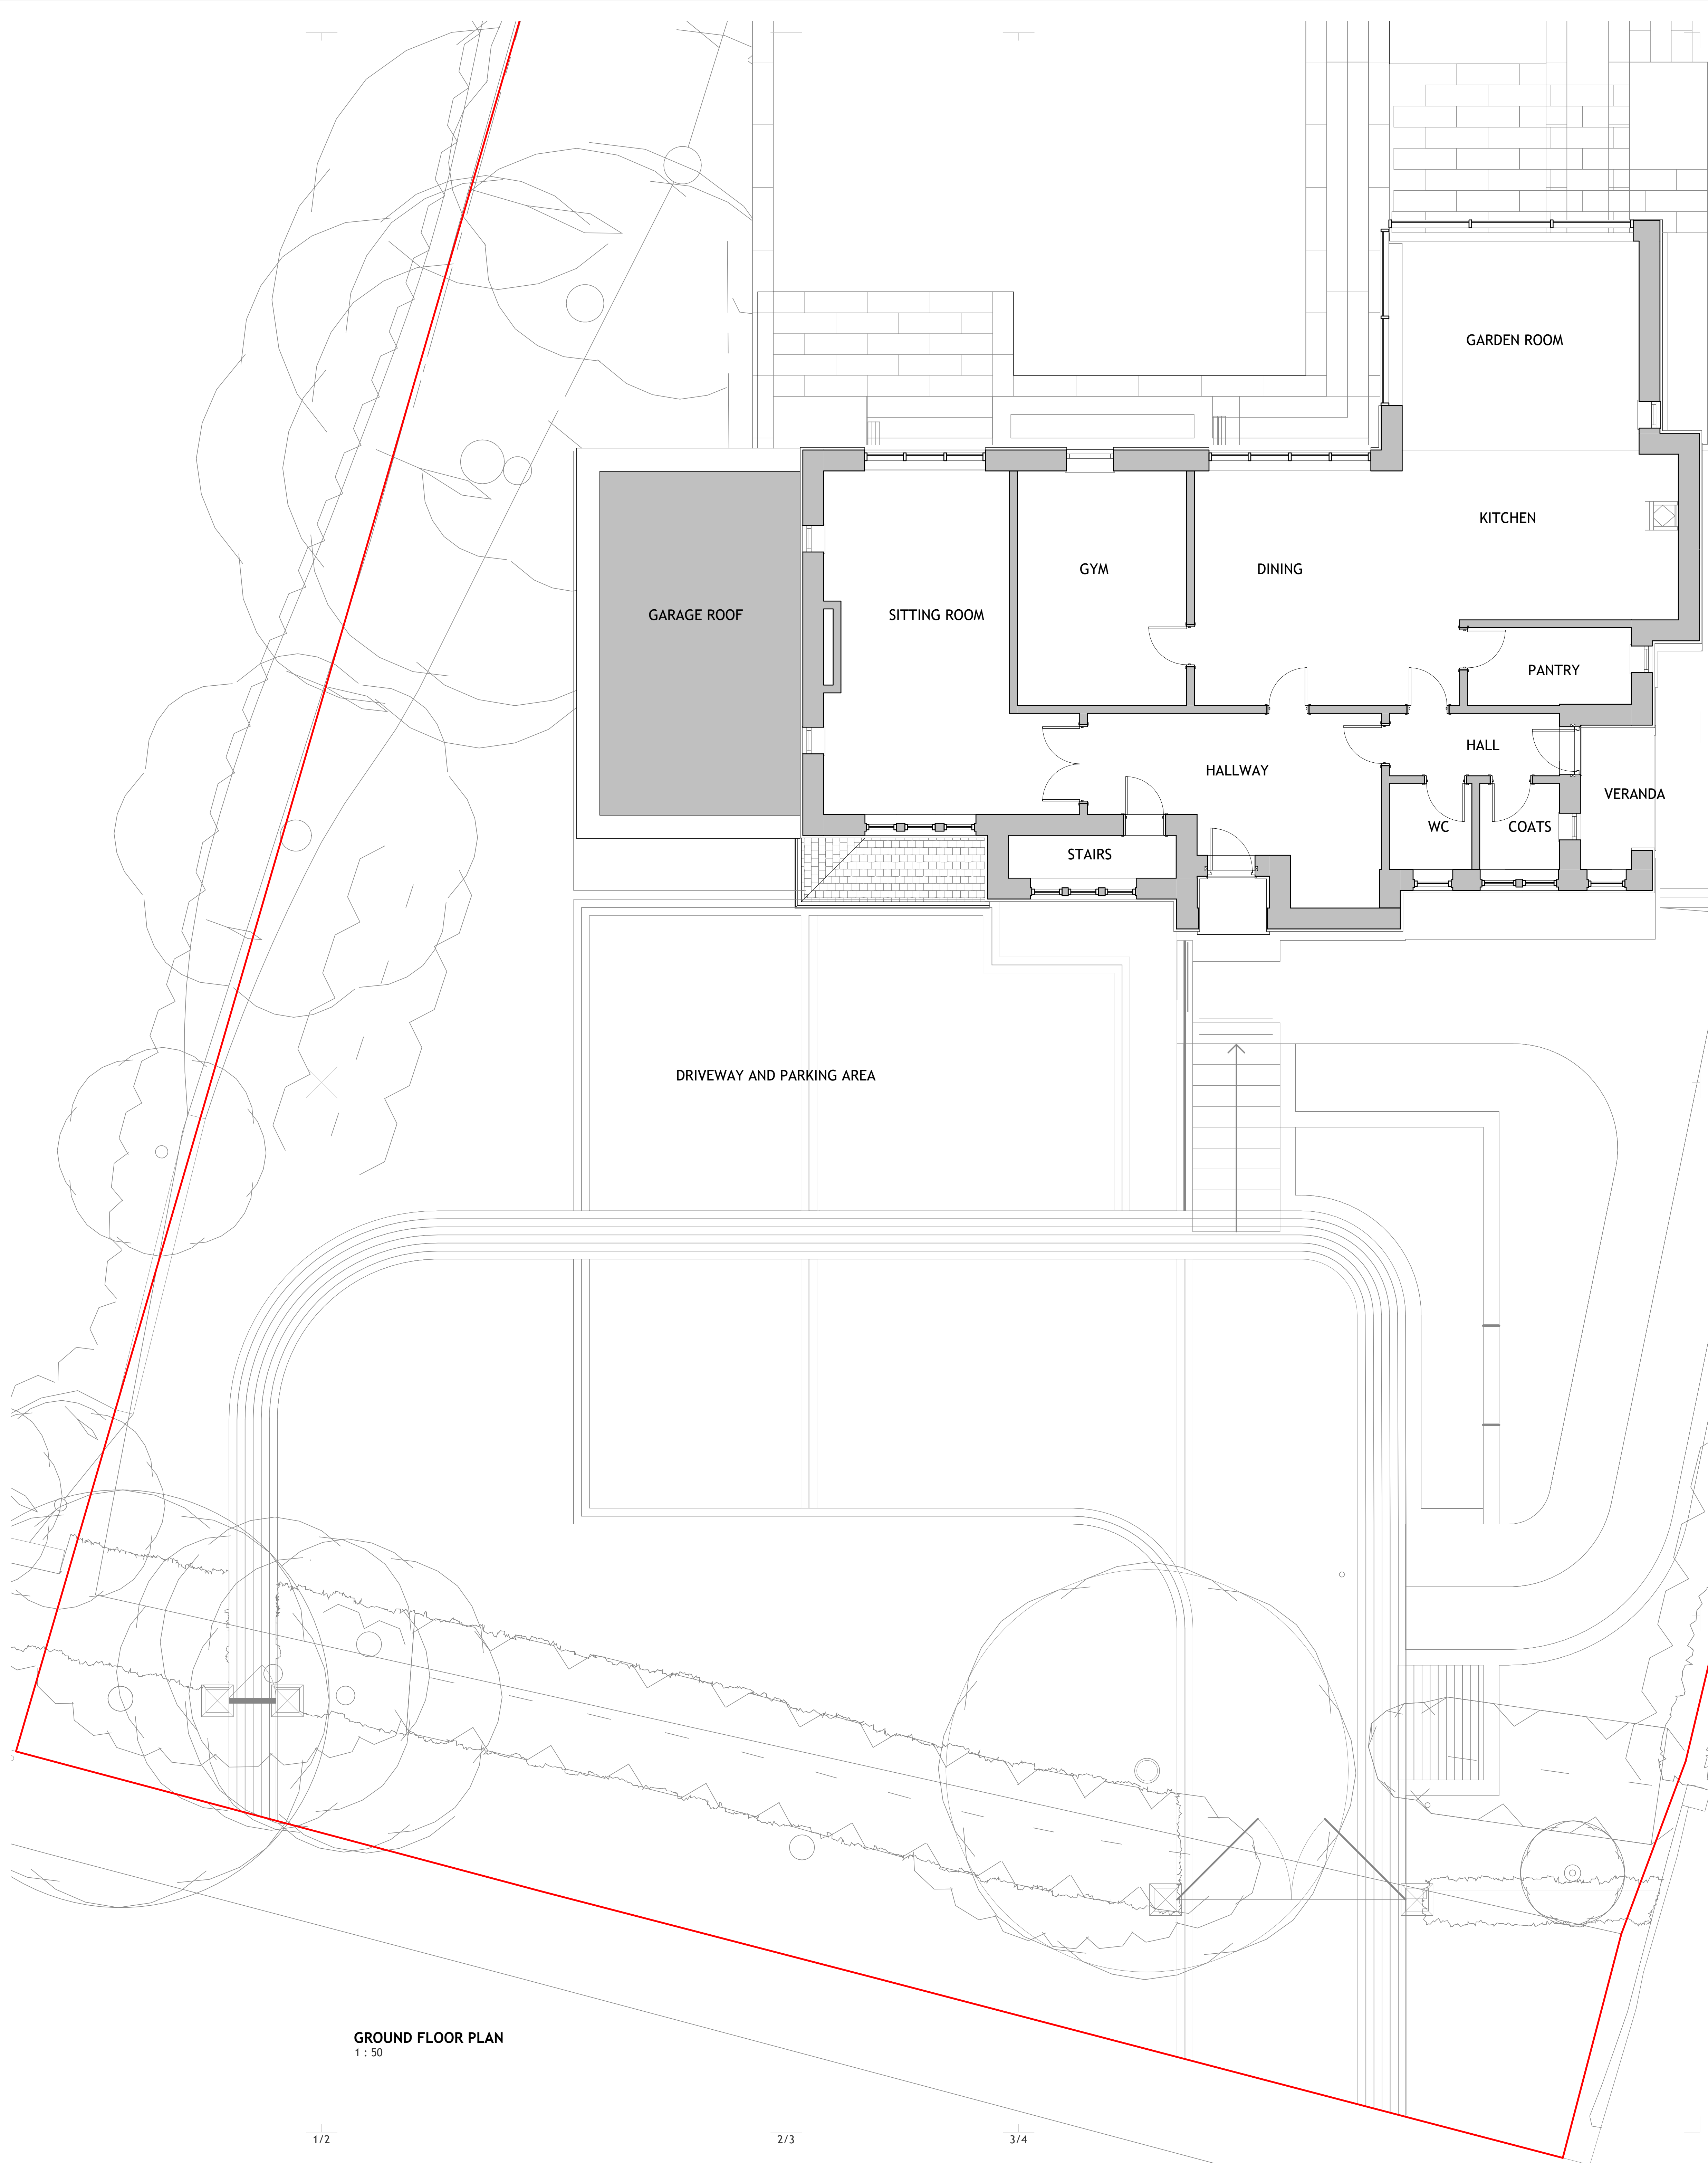 GARDEN ROOM
KITCHEN
GYM
DINING
GARAGE ROOF
SITTING ROOM
PANTRY
HALL
HALLWAY
VERANDA
WC
COATS
STAIRS
DRIVEWAY AND PARKING AREA
GROUND FLOOR PLAN
1 : 50
1/2
2/3
3/4